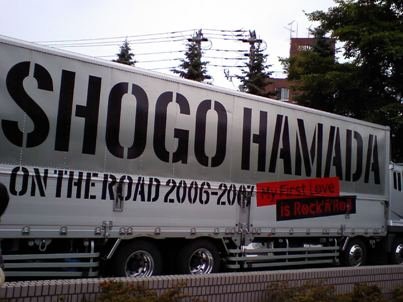 SHOGO HAMADA
ON THE ROAD 2006-2007
My First Love
is Rock'n'Roll